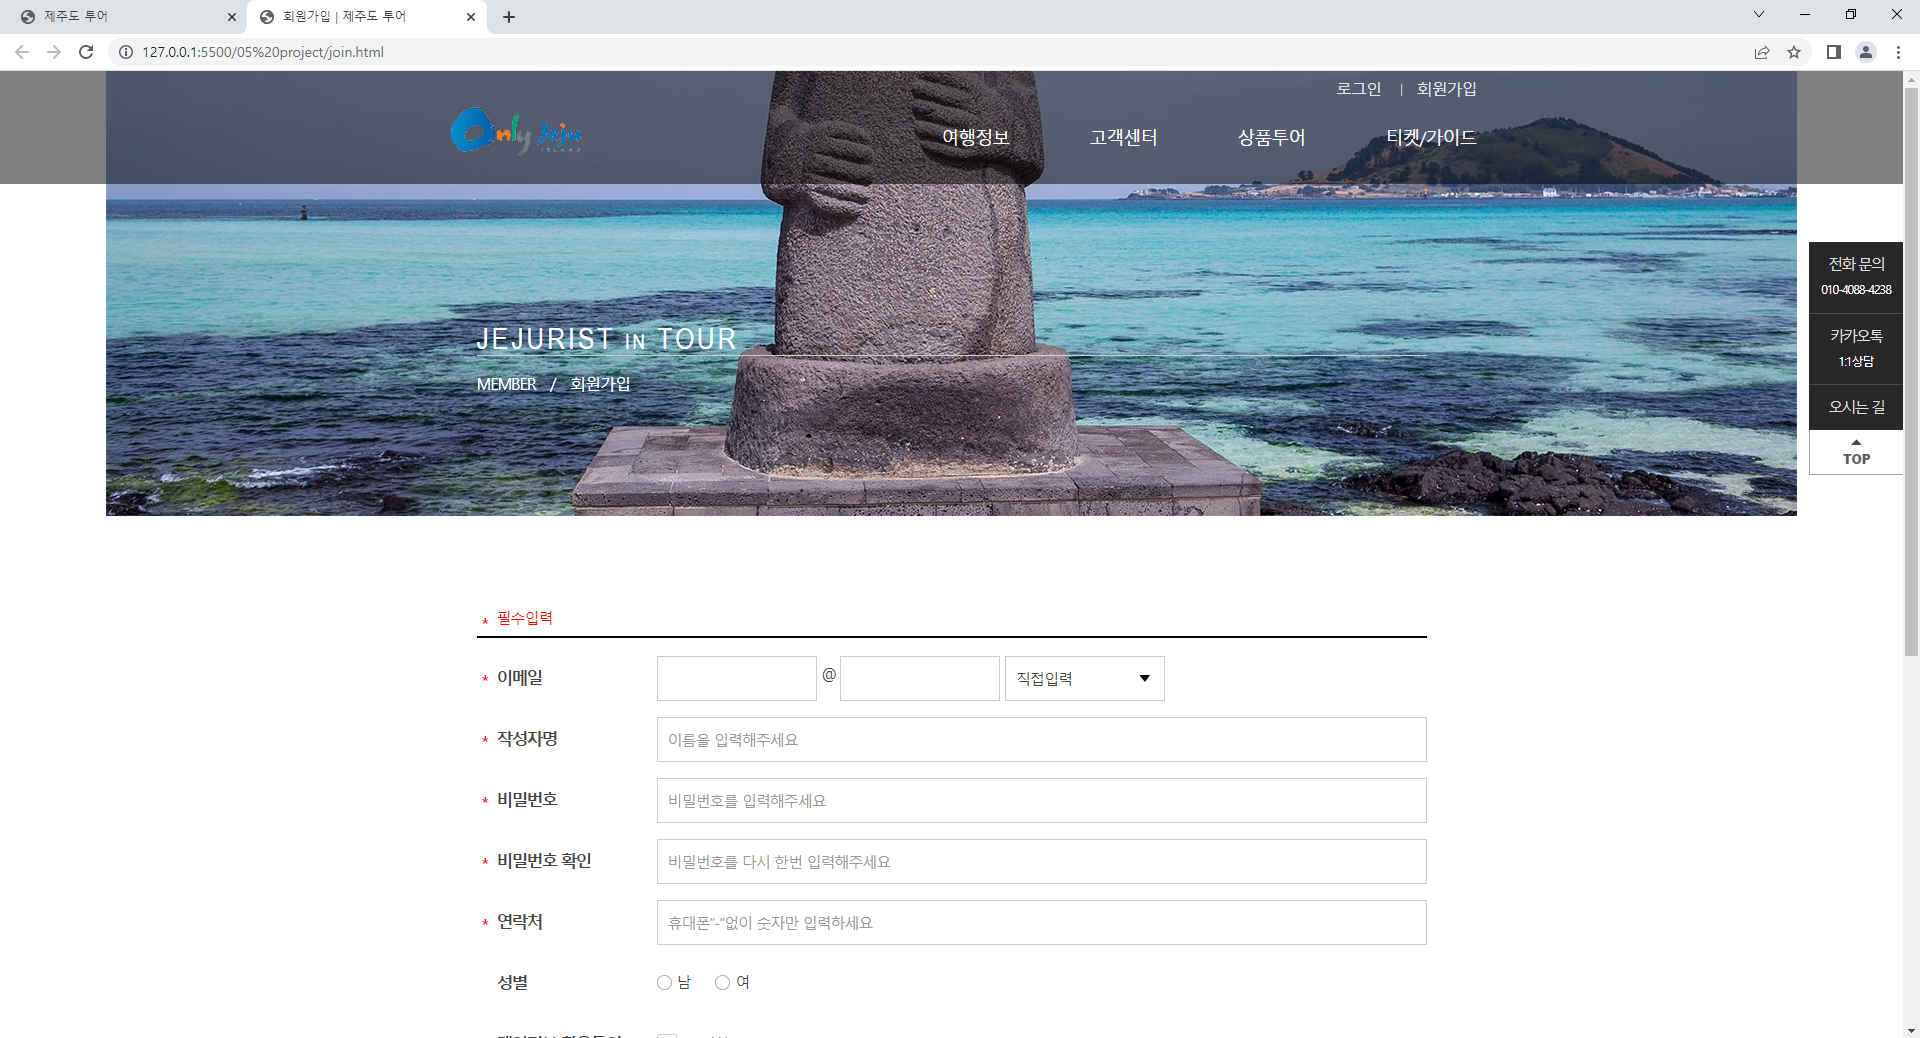 제주도 투어
회원가입 | 제주도 투어
127.0.0.1:5500/05%20project/join.html
로그인 | 회원가입
Only Jeju
ISLAND
여행정보 고객센터 상품투어 티켓/가이드
전화 문의
010-4088-4238
카카오톡
1:1상담
오시는 길
TOP
JEJURIST IN TOUR
MEMBER / 회원가입
* 필수입력
* 이메일 @ 직접입력
* 작성자명 이름을 입력해주세요
* 비밀번호 비밀번호를 입력해주세요
* 비밀번호 확인 비밀번호를 다시 한번 입력해주세요
* 연락처 휴대폰"-"없이 숫자만 입력하세요
성별 남 여